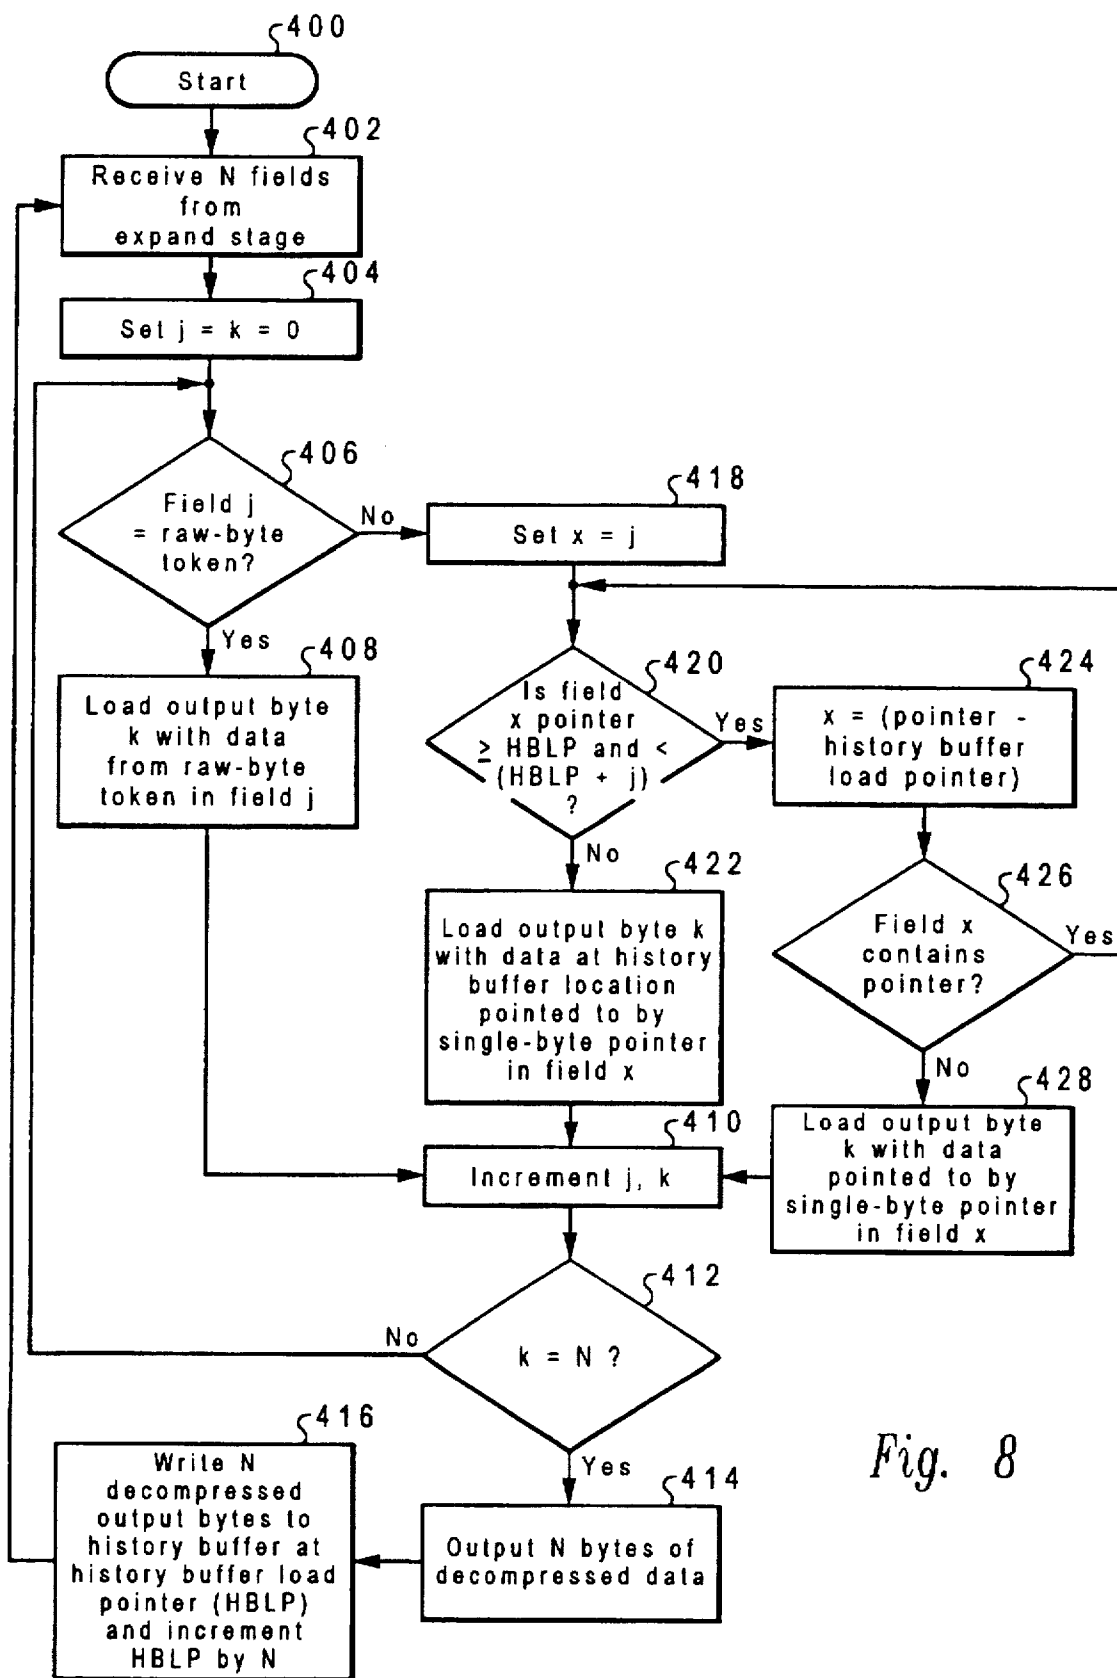 400
Start
402
Receive N fields
from
expand stage
404
Set j = k = 0
406
Field j
= raw-byte
token?
No
Yes
418
Set x = j
408
Load output byte
k with data
from raw-byte
token in field j
420
Is field
x pointer
≥ HBLP and <
(HBLP + j)
?
Yes
No
424
x = (pointer -
history buffer
load pointer)
422
Load output byte k
with data at history
buffer location
pointed to by
single-byte pointer
in field x
426
Field x
contains
pointer?
Yes
No
428
Load output byte
k with data
pointed to by
single-byte pointer
in field x
410
Increment j, k
412
k = N ?
No
Yes
414
Output N bytes of
decompressed data
416
Write N
decompressed
output bytes to
history buffer at
history buffer load
pointer (HBLP)
and increment
HBLP by N
Fig. 8